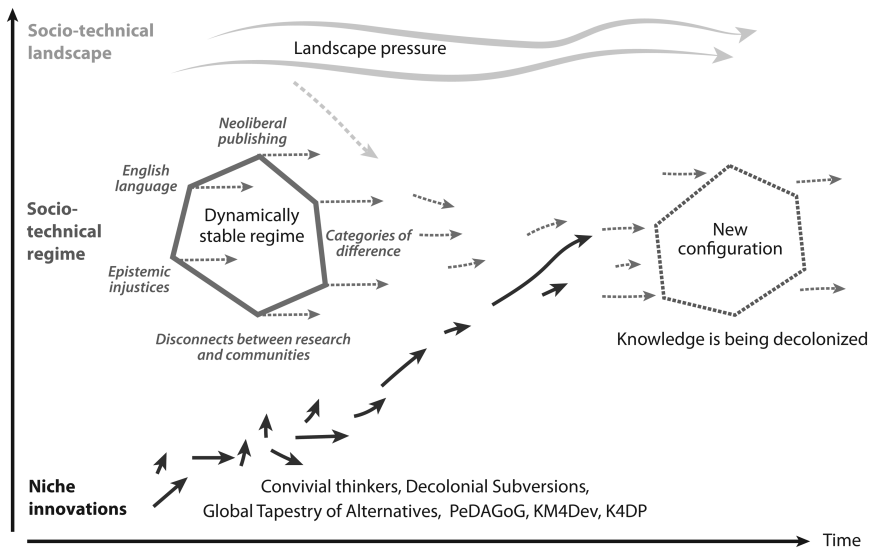 Socio-technical
landscape
Landscape pressure
Neoliberal
publishing
English
language
Socio-
technical
regime
Dynamically
stable regime
Categories of
difference
Epistemic
injustices
Disconnects between research
and communities
New
configuration
Knowledge is being decolonized
Niche
innovations
Convivial thinkers, Decolonial Subversions,
Global Tapestry of Alternatives, PeDAGoG, KM4Dev, K4DP
Time